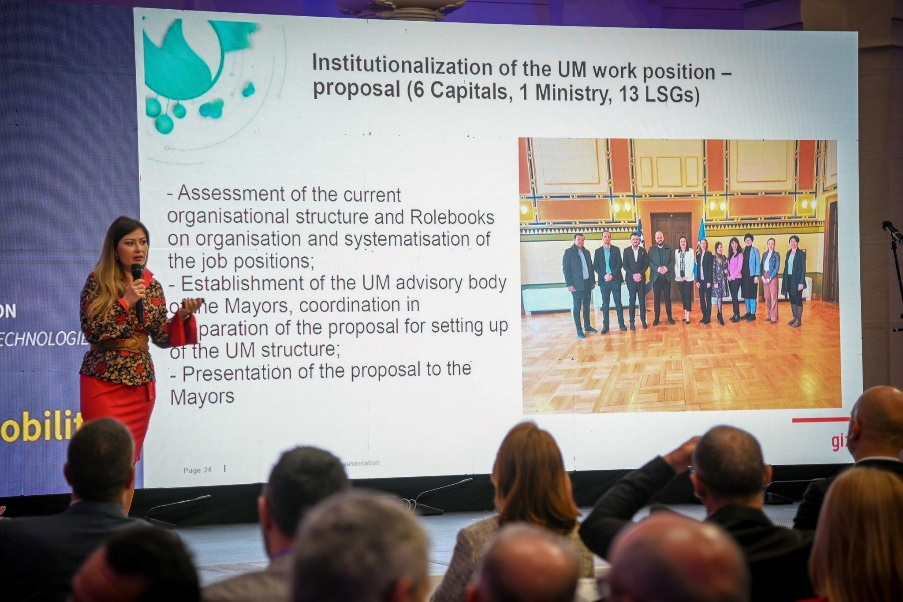 Institutionalization of the UM work position –
proposal (6 Capitals, 1 Ministry, 13 LSGs)
- Assessment of the current
organisational structure and Rolebooks
on organisation and systematisation of
the job positions;
- Establishment of the UM advisory body
Mayors, coordination in
of the proposal for setting up
of the UM structure;
- Presentation of the proposal to the
Mayors
Page 24
giz
ON
ECHNOLOGIE
obilit